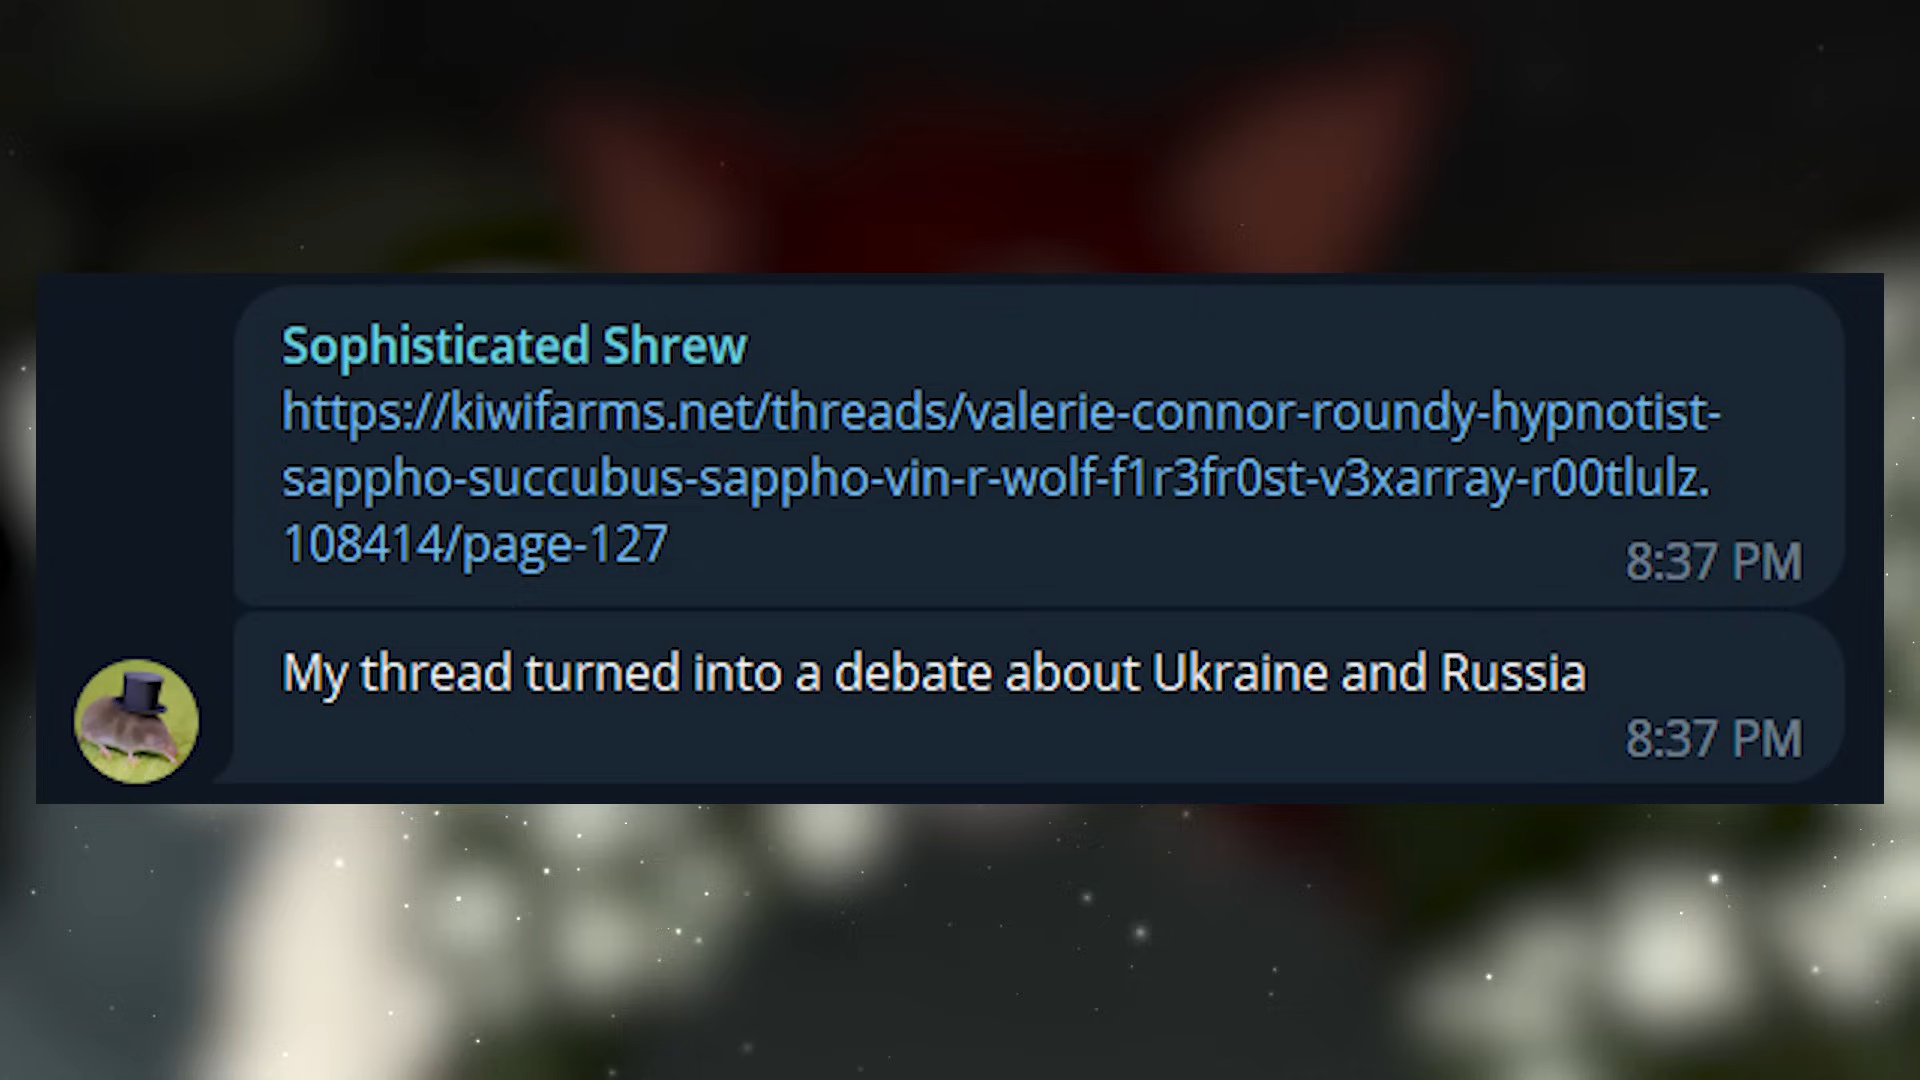 Sophisticated Shrew
https://kiwifarms.net/threads/valerie-connor-roundy-hypnotist-
sappho-succubus-sappho-vin-r-wolf-f1r3fr0st-v3xarray-r00tlulz.
108414/page-127
8:37 PM
My thread turned into a debate about Ukraine and Russia
8:37 PM